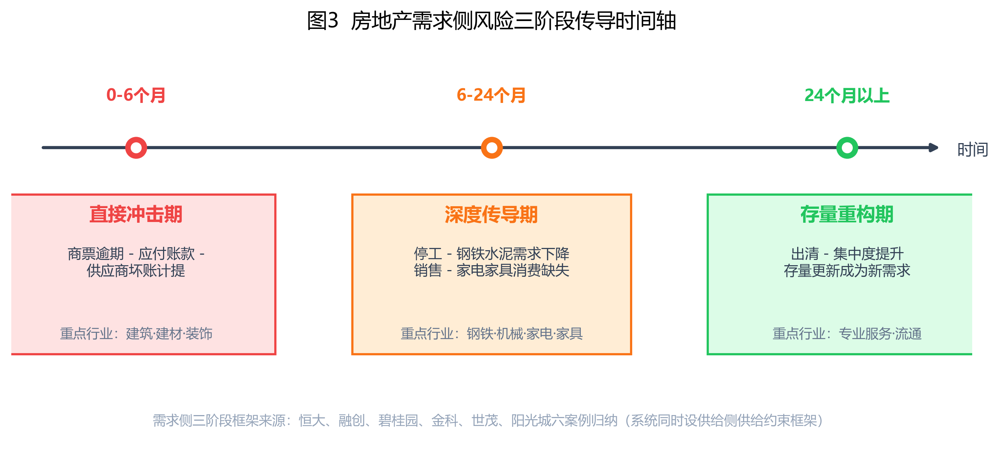 图3 房地产需求侧风险三阶段传导时间轴
0-6个月
6-24个月
24个月以上
时间
直接冲击期
商票逾期 - 应付账款 -
供应商坏账计提
重点行业：建筑·建材·装饰
深度传导期
停工 - 钢铁水泥需求下降
销售 - 家电家具消费缺失
重点行业：钢铁·机械·家电·家具
存量重构期
出清 - 集中度提升
存量更新成为新需求
重点行业：专业服务·流通
需求侧三阶段框架来源：恒大、融创、碧桂园、金科、世茂、阳光城六案例归纳（系统同时设供给侧供给约束框架）